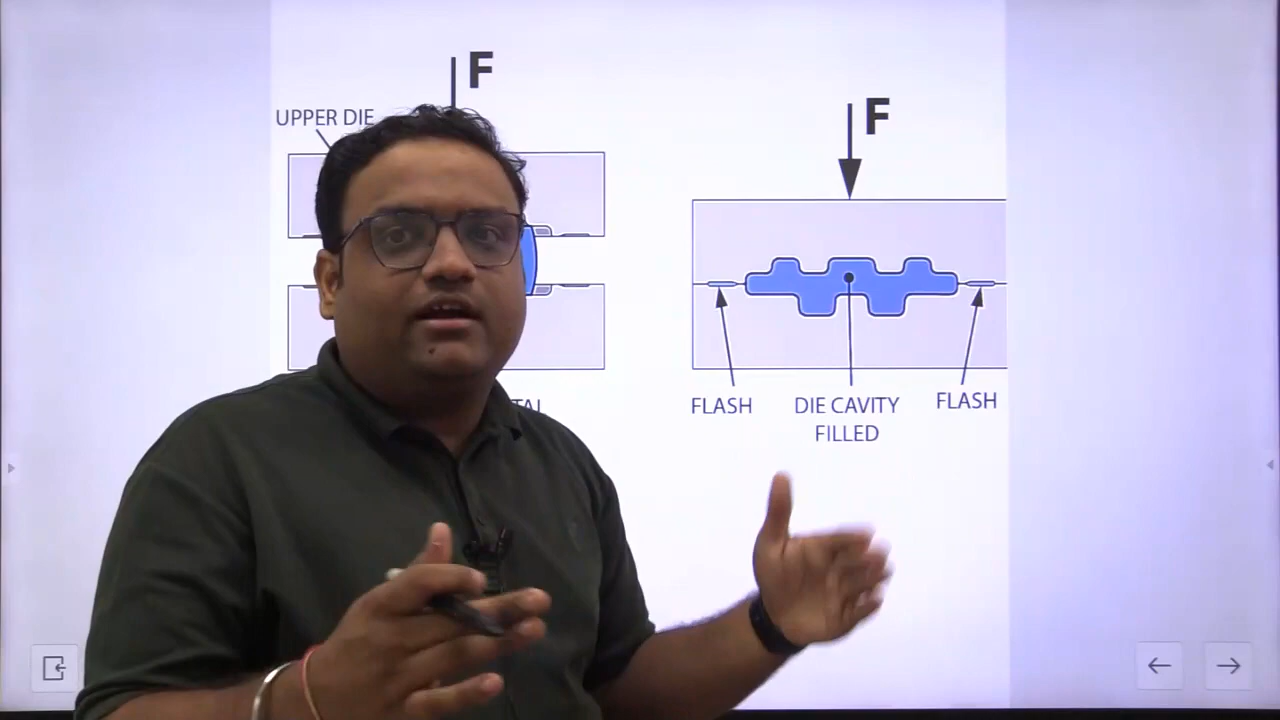 F
UPPER DIE
F
FLASH
DIE CAVITY
FILLED
FLASH